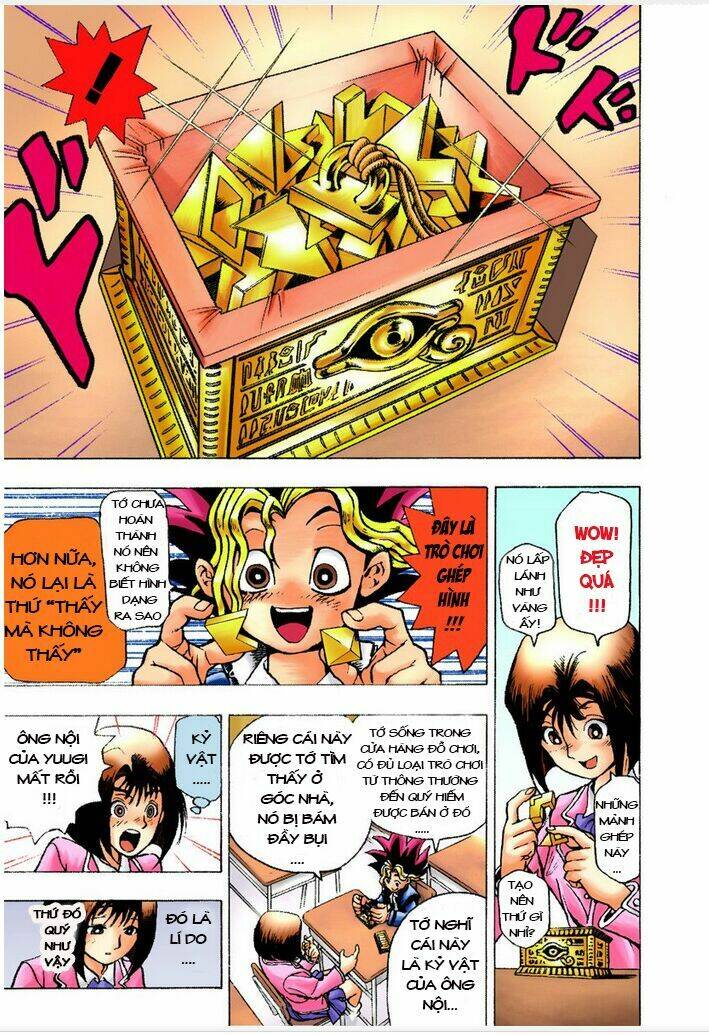 !
ド
ド
ド
WOW!
ĐẸP
QUÁ
!!!
NÓ LẤP
LÁNH
NHƯ
VÀNG
ẤY!
NHỮNG
MẢNH
GHÉP
NÀY ...
TẠO
NÊN
THỨ GÌ
NHỈ?
ĐÂY LÀ
TRÒ CHƠI
GHÉP
HÌNH
!!!
TỚ CHƯA
HOÀN
THÀNH
NÓ NÊN
KHÔNG
BIẾT HÌNH
DẠNG
RA SAO
HƠN NỮA,
NÓ LẠI LÀ
THỨ “THẤY
MÀ KHÔNG
THẤY”
TỚ SỐNG TRONG
CỬA HÀNG ĐỒ CHƠI,
CÓ ĐỦ LOẠI TRÒ CHƠI
TỪ THÔNG THƯỜNG
ĐẾN QUÝ HIẾM
ĐƯỢC BÁN Ở ĐÓ
.....
RIÊNG CÁI NÀY
ĐƯỢC TỚ TÌM
THẤY Ở
GÓC NHÀ,
NÓ BỊ BÁM
ĐẦY BỤI
....
TỚ NGHĨ
CÁI NÀY
LÀ KỶ VẬT
CỦA ÔNG
NỘI...
KỶ
VẬT
.....
ÔNG NỘI
CỦA YUUGI
MẤT RỒI
!!!
ĐÓ LÀ
LÍ DO
....
THỨ ĐÓ
QUÝ
NHƯ
VẬY